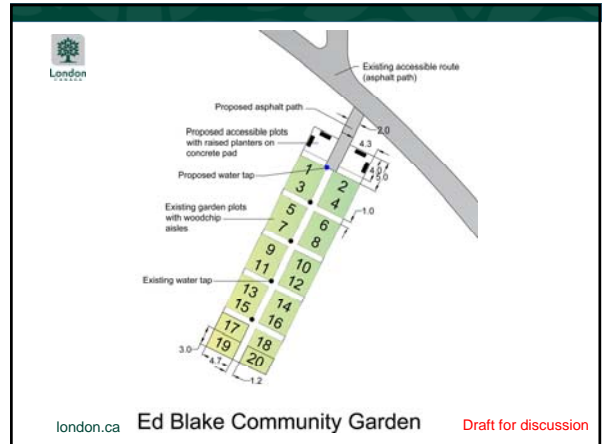 London
CANADA
Existing accessible route
(asphalt path)
Proposed asphalt path
2.0
Proposed accessible plots
with raised planters on
concrete pad
4.3
4.0
5.0
Proposed water tap
1
2
3
4
1.0
Existing garden plots
with woodchip
aisles
5
6
7
8
9
10
11
12
Existing water tap
13
14
15
16
17
18
19
20
3.0
4.7
1.2
london.ca
Ed Blake Community Garden
Draft for discussion